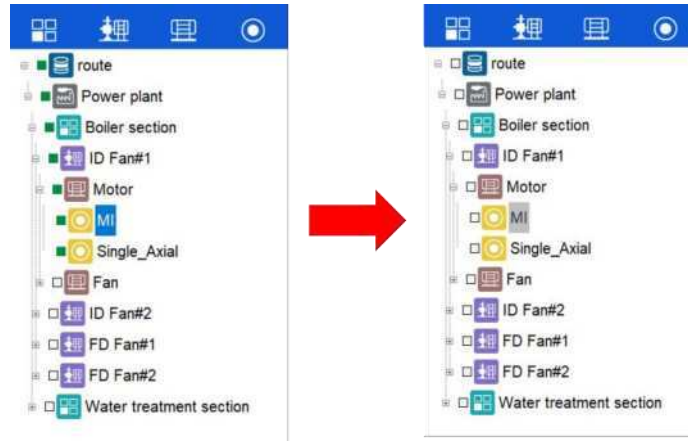 route
Power plant
Boiler section
ID Fan#1
Motor
MI
Single_Axial
Fan
ID Fan#2
FD Fan#1
FD Fan#2
Water treatment section
route
Power plant
Boiler section
ID Fan#1
Motor
MI
Single_Axial
Fan
ID Fan#2
FD Fan#1
FD Fan#2
Water treatment section